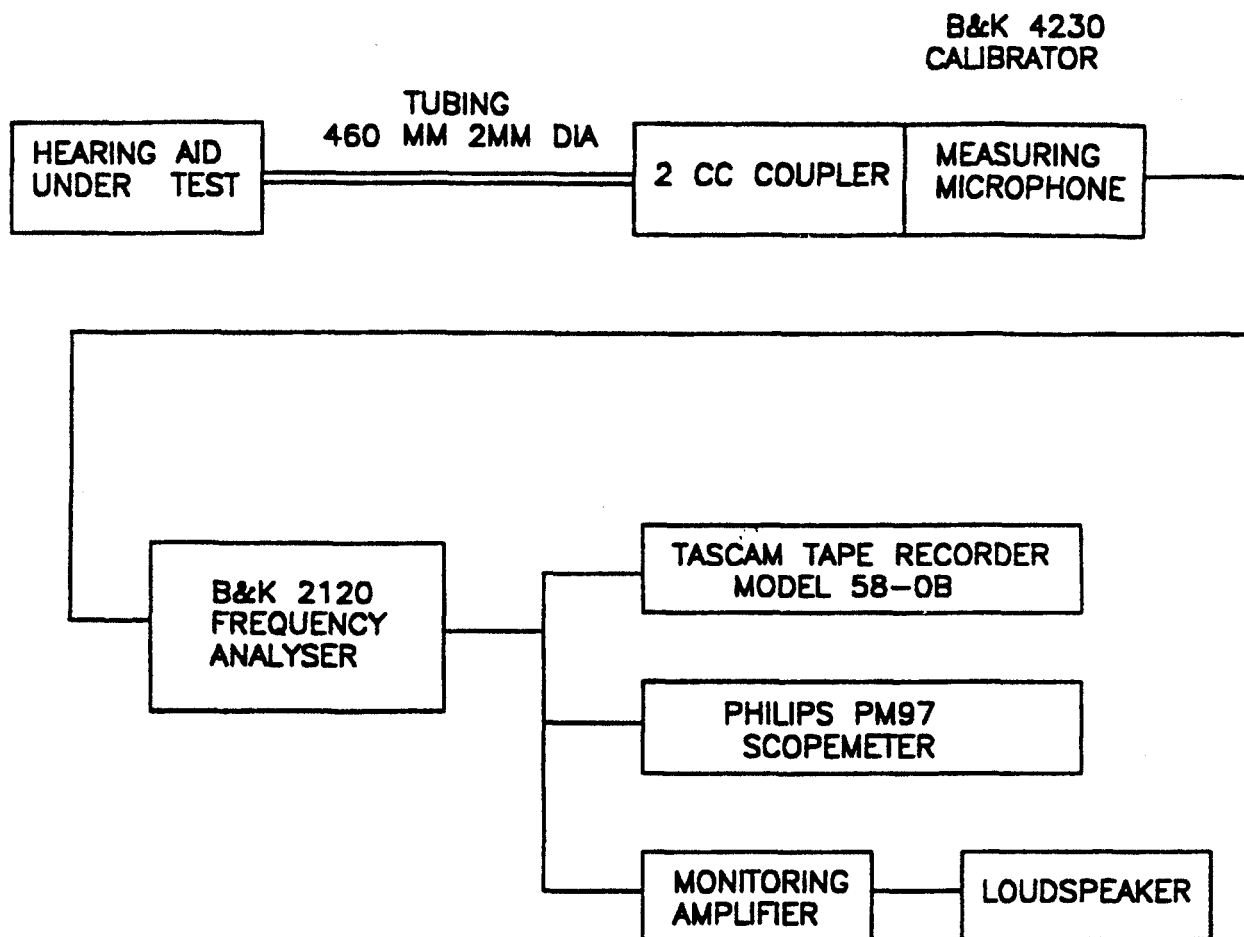 B&K 4230
CALIBRATOR
TUBING
460 MM 2MM DIA
HEARING AID
UNDER TEST
2 CC COUPLER
MEASURING
MICROPHONE
B&K 2120
FREQUENCY
ANALYSER
TASCAM TAPE RECORDER
MODEL 58-OB
PHILIPS PM97
SCOPEMETER
MONITORING
AMPLIFIER
LOUDSPEAKER